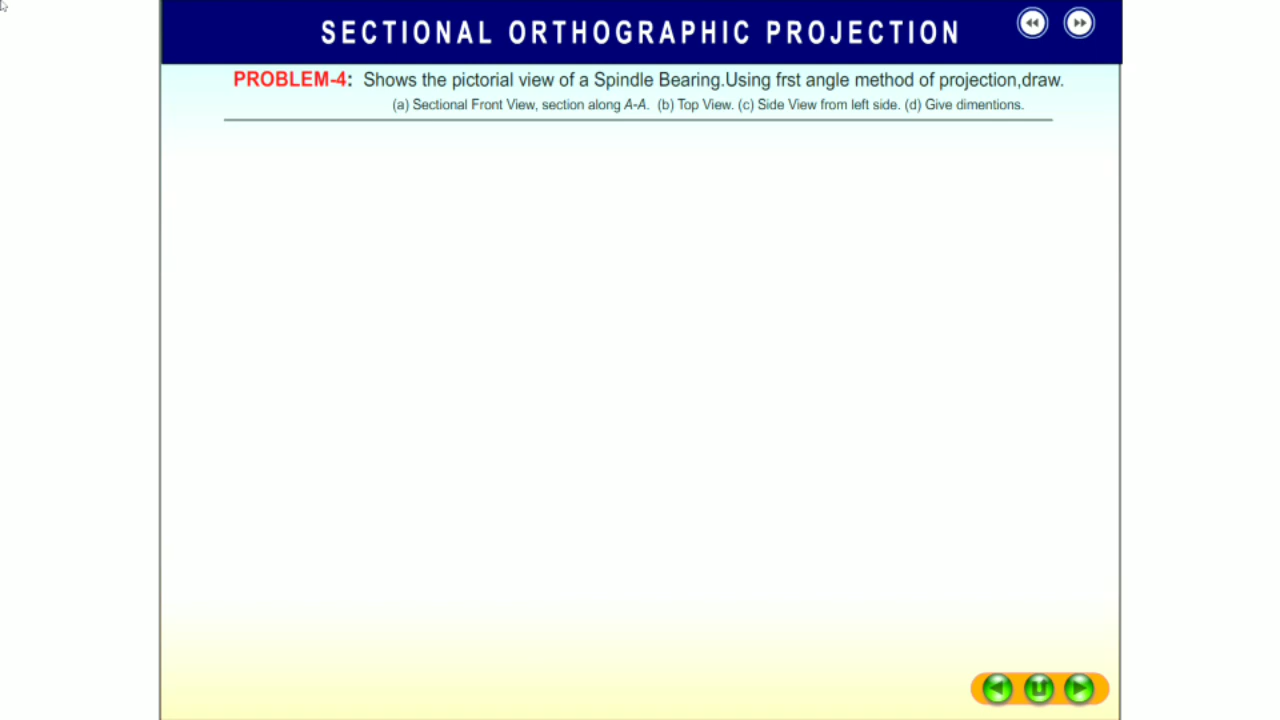 SECTIONAL ORTHOGRAPHIC PROJECTION
PROBLEM-4: Shows the pictorial view of a Spindle Bearing.Using frst angle method of projection,draw.
(a) Sectional Front View, section along A-A. (b) Top View. (c) Side View from left side. (d) Give dimentions.